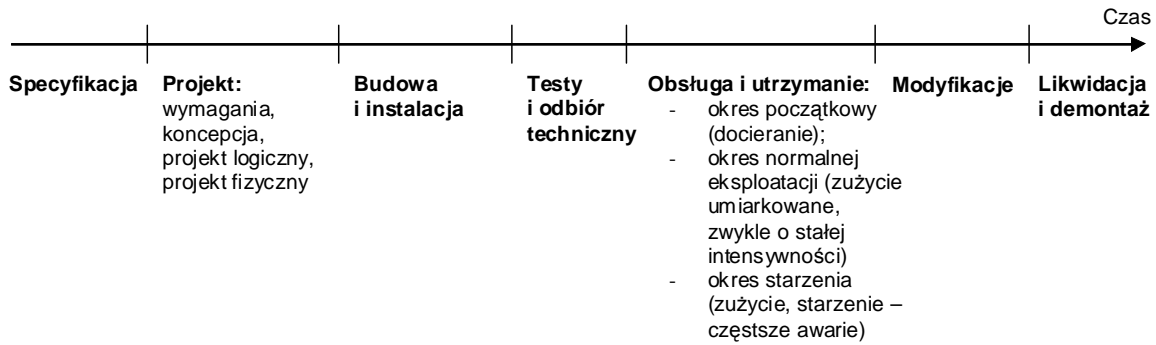 Czas
Specyfikacja
Projekt:
wymagania,
koncepcja,
projekt logiczny,
projekt fizyczny
Budowa
i instalacja
Testy
i odbiór
techniczny
Obsługa i utrzymanie:
- okres początkowy
(docieranie);
- okres normalnej
eksploatacji (zużycie
umiarkowane,
zwykle o stałej
intensywności)
- okres starzenia
(zużycie, starzenie –
częstsze awarie)
Modyfikacje
Likwidacja
i demontaż